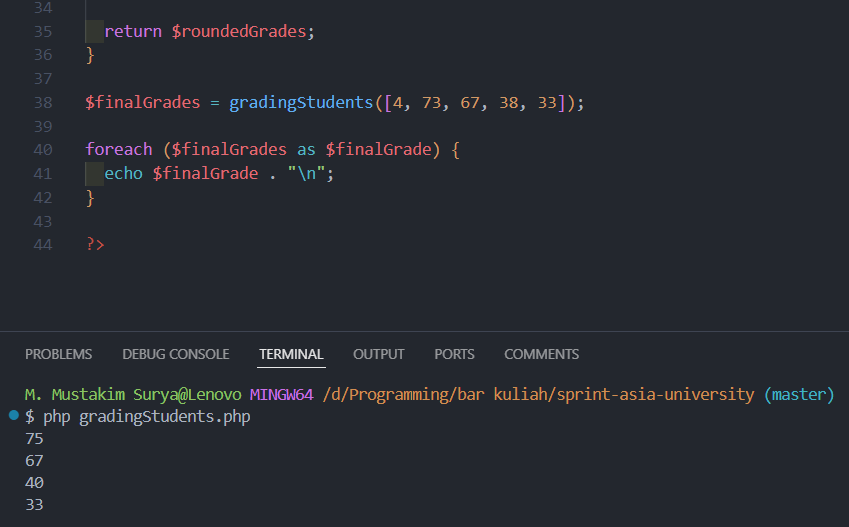 34
35 return $roundedGrades;
36 }
37
38 $finalGrades = gradingStudents([4, 73, 67, 38, 33]);
39
40 foreach ($finalGrades as $finalGrade) {
41 echo $finalGrade . "\n";
42 }
43
44 ?>
PROBLEMS DEBUG CONSOLE TERMINAL OUTPUT PORTS COMMENTS
M. Mustakim Surya@Lenovo MINGW64 /d/Programming/bar kuliah/sprint-asia-university (master)
$ php gradingStudents.php
75
67
40
33